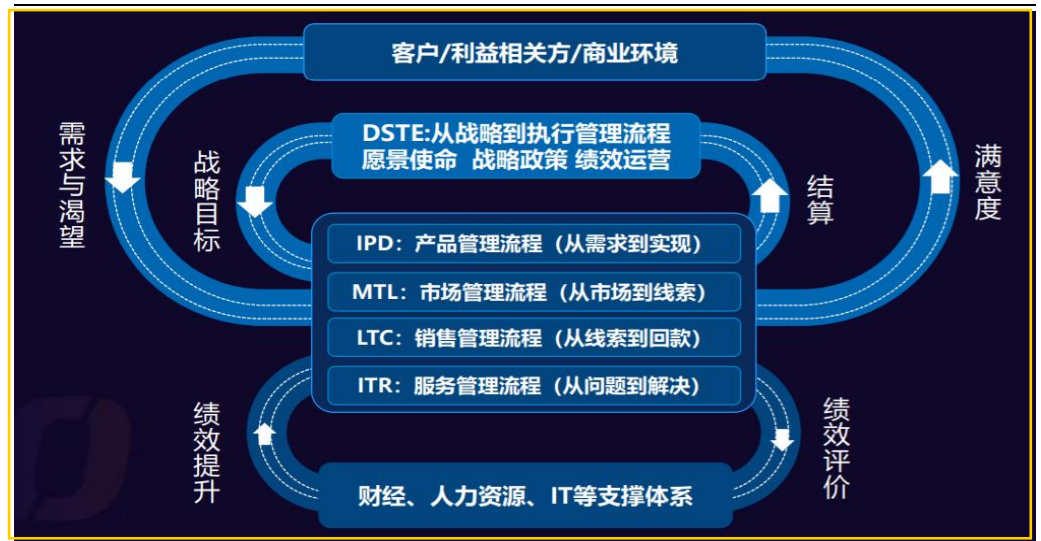 客户/利益相关方/商业环境
需求与渴望
战略目标
DSTE:从战略到执行管理流程
愿景使命 战略政策 绩效运营
结算
满意度
IPD：产品管理流程（从需求到实现）
MTL：市场管理流程（从市场到线索）
LTC：销售管理流程（从线索到回款）
ITR：服务管理流程（从问题到解决）
绩效提升
绩效评价
财经、人力资源、IT等支撑体系